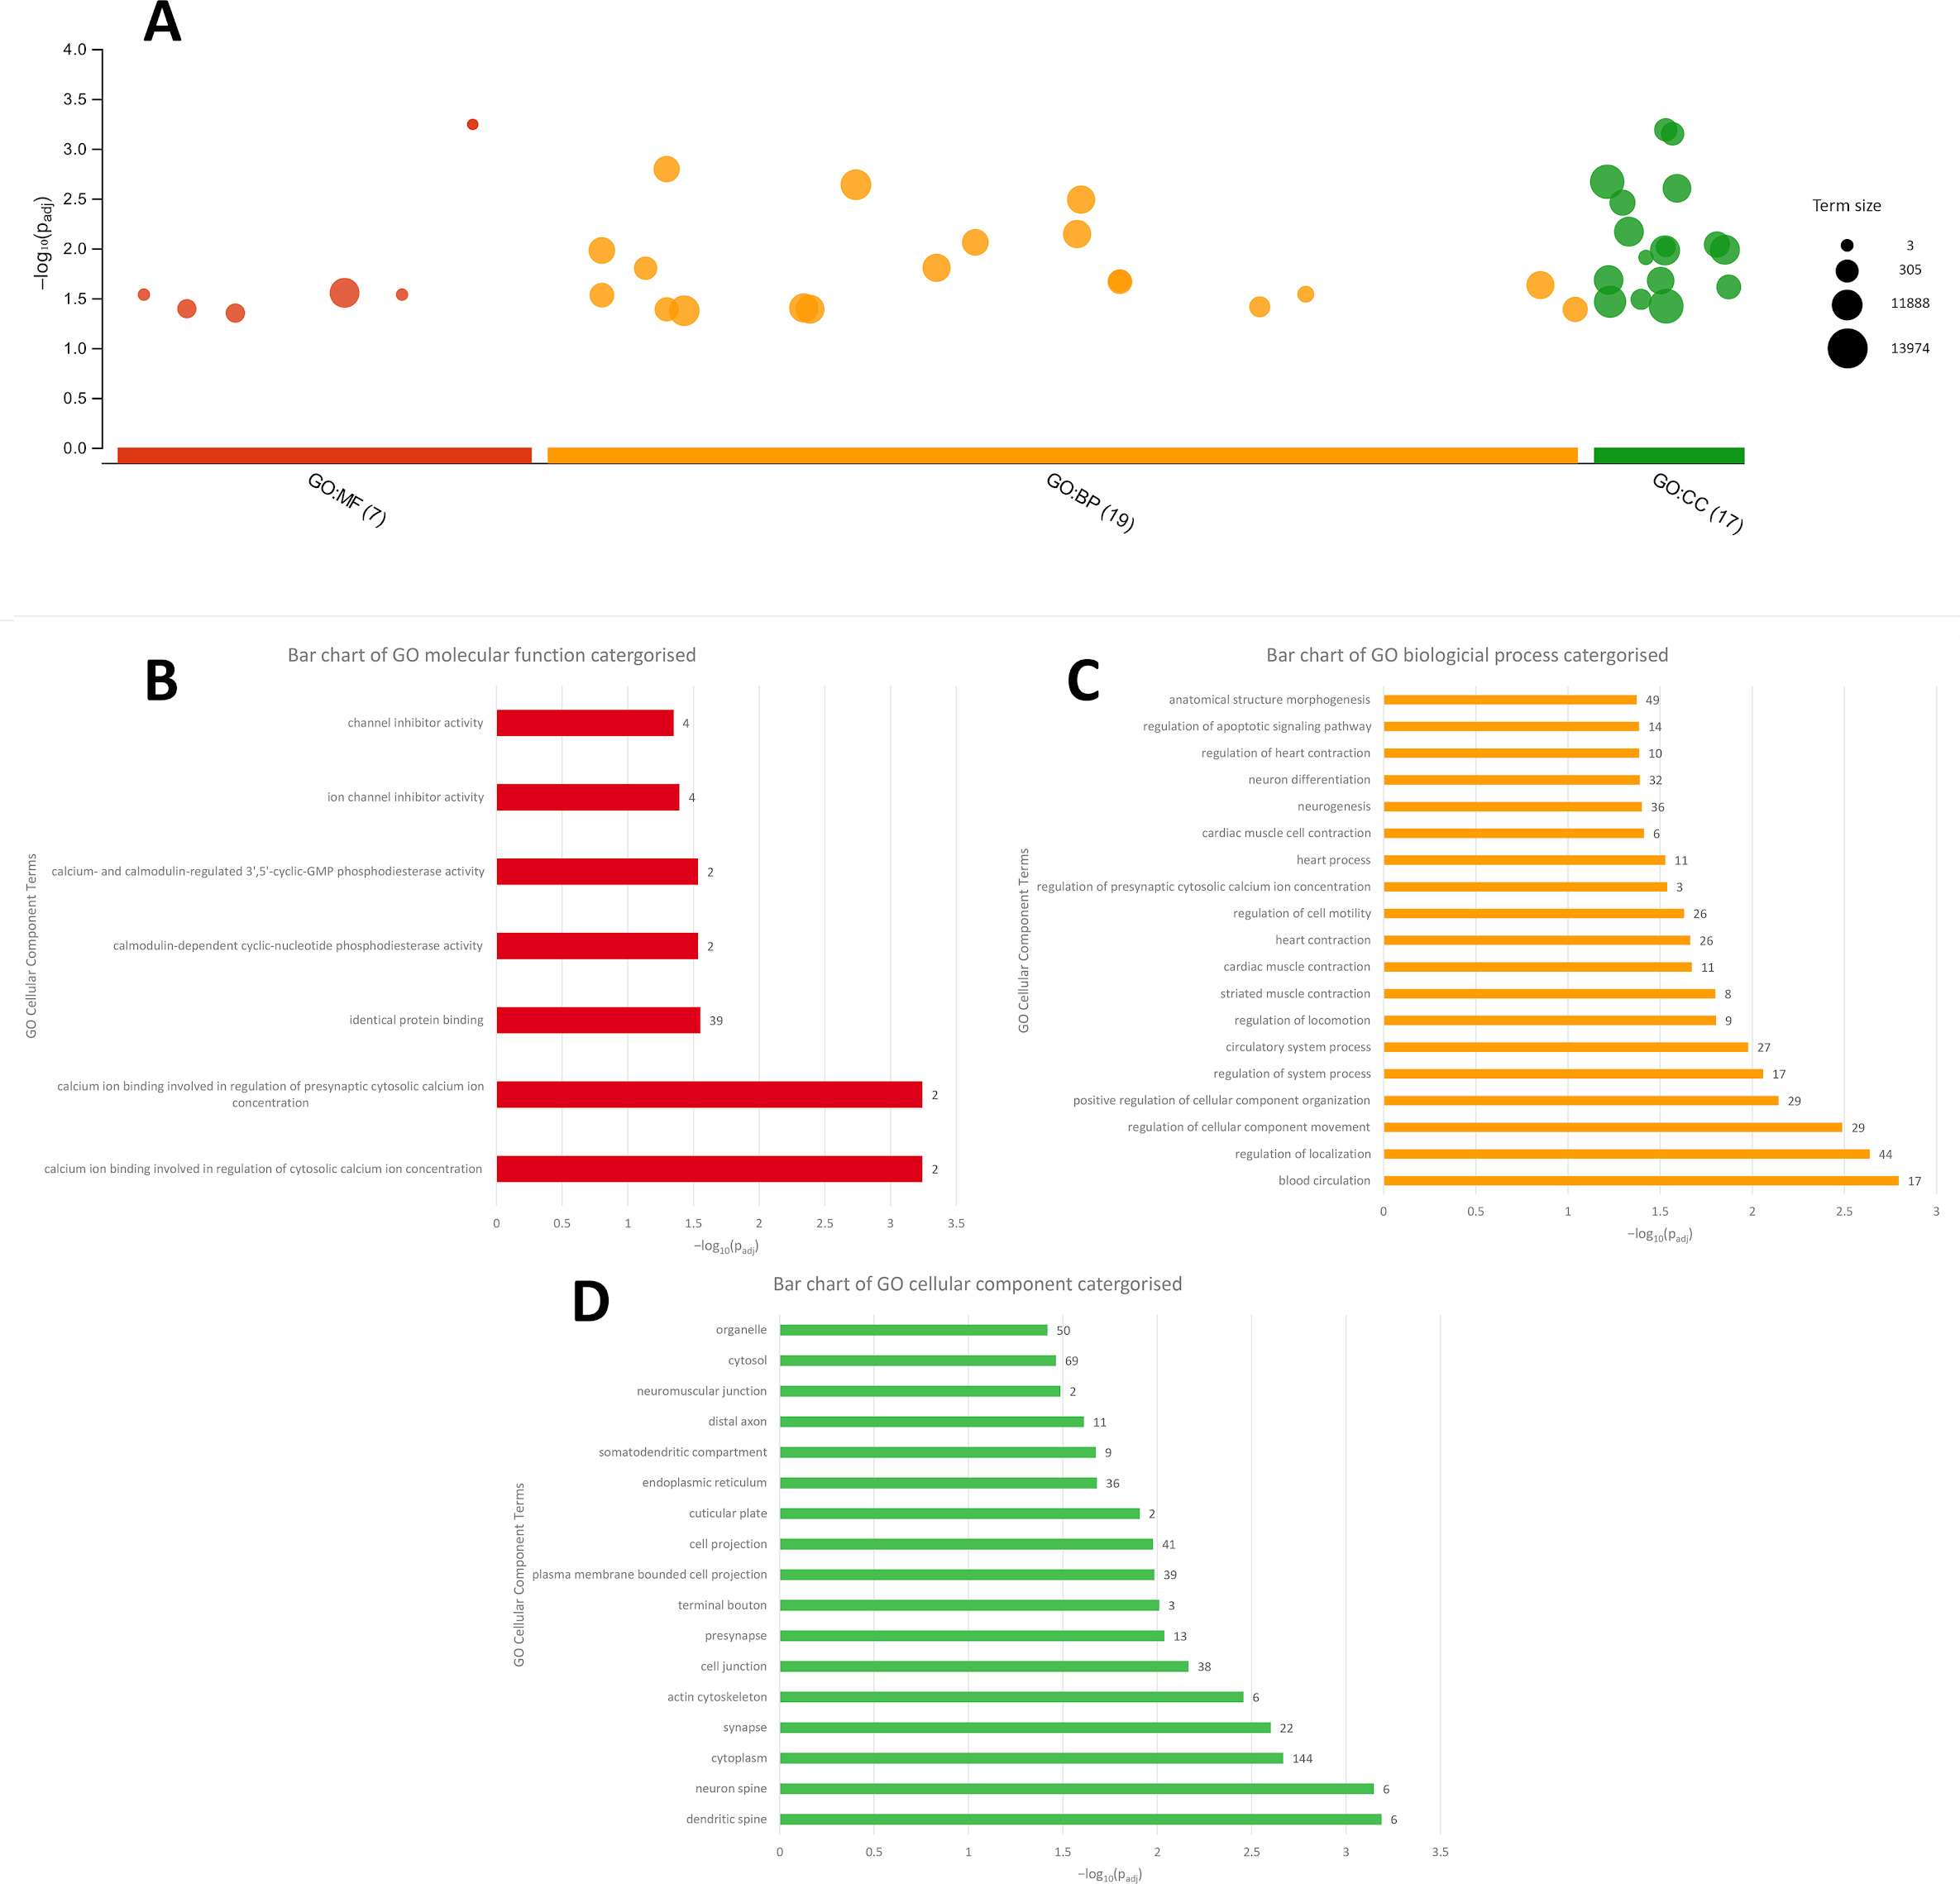 A
4.0
3.5
3.0
2.5
2.0
1.5
1.0
0.5
0.0
−log10(padj)
GO:MF (7)
GO:BP (19)
GO:CC (17)
Term size
3
305
11888
13974
B
Bar chart of GO molecular function catergorised
GO Cellular Component Terms
channel inhibitor activity 4
ion channel inhibitor activity 4
calcium- and calmodulin-regulated 3',5'-cyclic-GMP phosphodiesterase activity 2
calmodulin-dependent cyclic-nucleotide phosphodiesterase activity 2
identical protein binding 39
calcium ion binding involved in regulation of presynaptic cytosolic calcium ion
concentration 2
calcium ion binding involved in regulation of cytosolic calcium ion concentration 2
0 0.5 1 1.5 2 2.5 3 3.5
−log10(padj)
C
Bar chart of GO biologicial process catergorised
GO Cellular Component Terms
anatomical structure morphogenesis 49
regulation of apoptotic signaling pathway 14
regulation of heart contraction 10
neuron differentiation 32
neurogenesis 36
cardiac muscle cell contraction 6
heart process 11
regulation of presynaptic cytosolic calcium ion concentration 3
regulation of cell motility 26
heart contraction 26
cardiac muscle contraction 11
striated muscle contraction 8
regulation of locomotion 9
circulatory system process 27
regulation of system process 17
positive regulation of cellular component organization 29
regulation of cellular component movement 29
regulation of localization 44
blood circulation 17
0 0.5 1 1.5 2 2.5 3
−log10(padj)
D
Bar chart of GO cellular component catergorised
GO Cellular Component Terms
organelle 50
cytosol 69
neuromuscular junction 2
distal axon 11
somatodendritic compartment 9
endoplasmic reticulum 36
cuticular plate 2
cell projection 41
plasma membrane bounded cell projection 39
terminal bouton 3
presynapse 13
cell junction 38
actin cytoskeleton 6
synapse 22
cytoplasm 144
neuron spine 6
dendritic spine 6
0 0.5 1 1.5 2 2.5 3 3.5
−log10(padj)